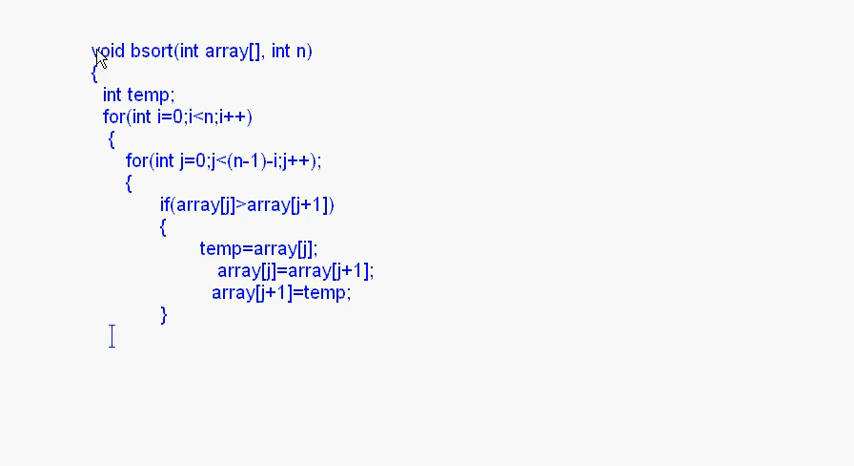 void bsort(int array[], int n)
{
int temp;
for(int i=0;i<n;i++)
{
for(int j=0;j<(n-1)-i;j++);
{
if(array[j]>array[j+1])
{
temp=array[j];
array[j]=array[j+1];
array[j+1]=temp;
}